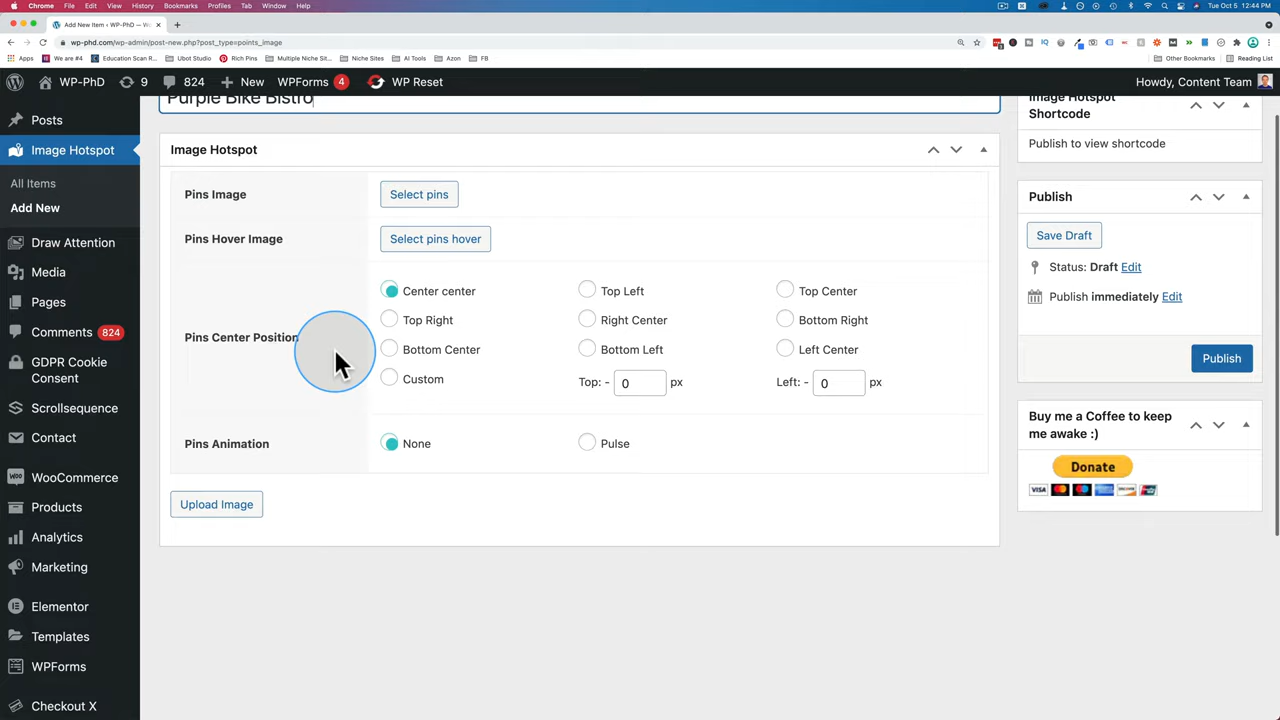 Chrome File Edit View History Bookmarks Profiles Tab Window Help Tue Oct 5 12:44 PM
Add New Item ‹ WP-PhD — W
wp-phd.com/wp-admin/post-new.php?post_type=points_image
Apps We are #4 Education Scan R Ubot Studio Rich Pins Multiple Niche Sit Niche Sites AI Tools Azon FB Other Bookmarks Reading List
WP-PhD 9 824 New WPForms 4 WP Reset Howdy, Content Team
Purple Bike Bistro
Posts
Image Hotspot
All Items
Add New
Draw Attention
Media
Pages
Comments 824
GDPR Cookie
Consent
Scrollsequence
Contact
WooCommerce
Products
Analytics
Marketing
Elementor
Templates
WPForms
Checkout X
Image Hotspot
Pins Image Select pins
Pins Hover Image Select pins hover
Pins Center Position
Center center Top Left Top Center
Top Right Right Center Bottom Right
Bottom Center Bottom Left Left Center
Custom Top: - 0 px Left: - 0 px
Pins Animation None Pulse
Upload Image
Image Hotspot
Shortcode
Publish to view shortcode
Publish
Save Draft
Status: Draft Edit
Publish immediately Edit
Publish
Buy me a Coffee to keep
me awake :)
Donate
VISA